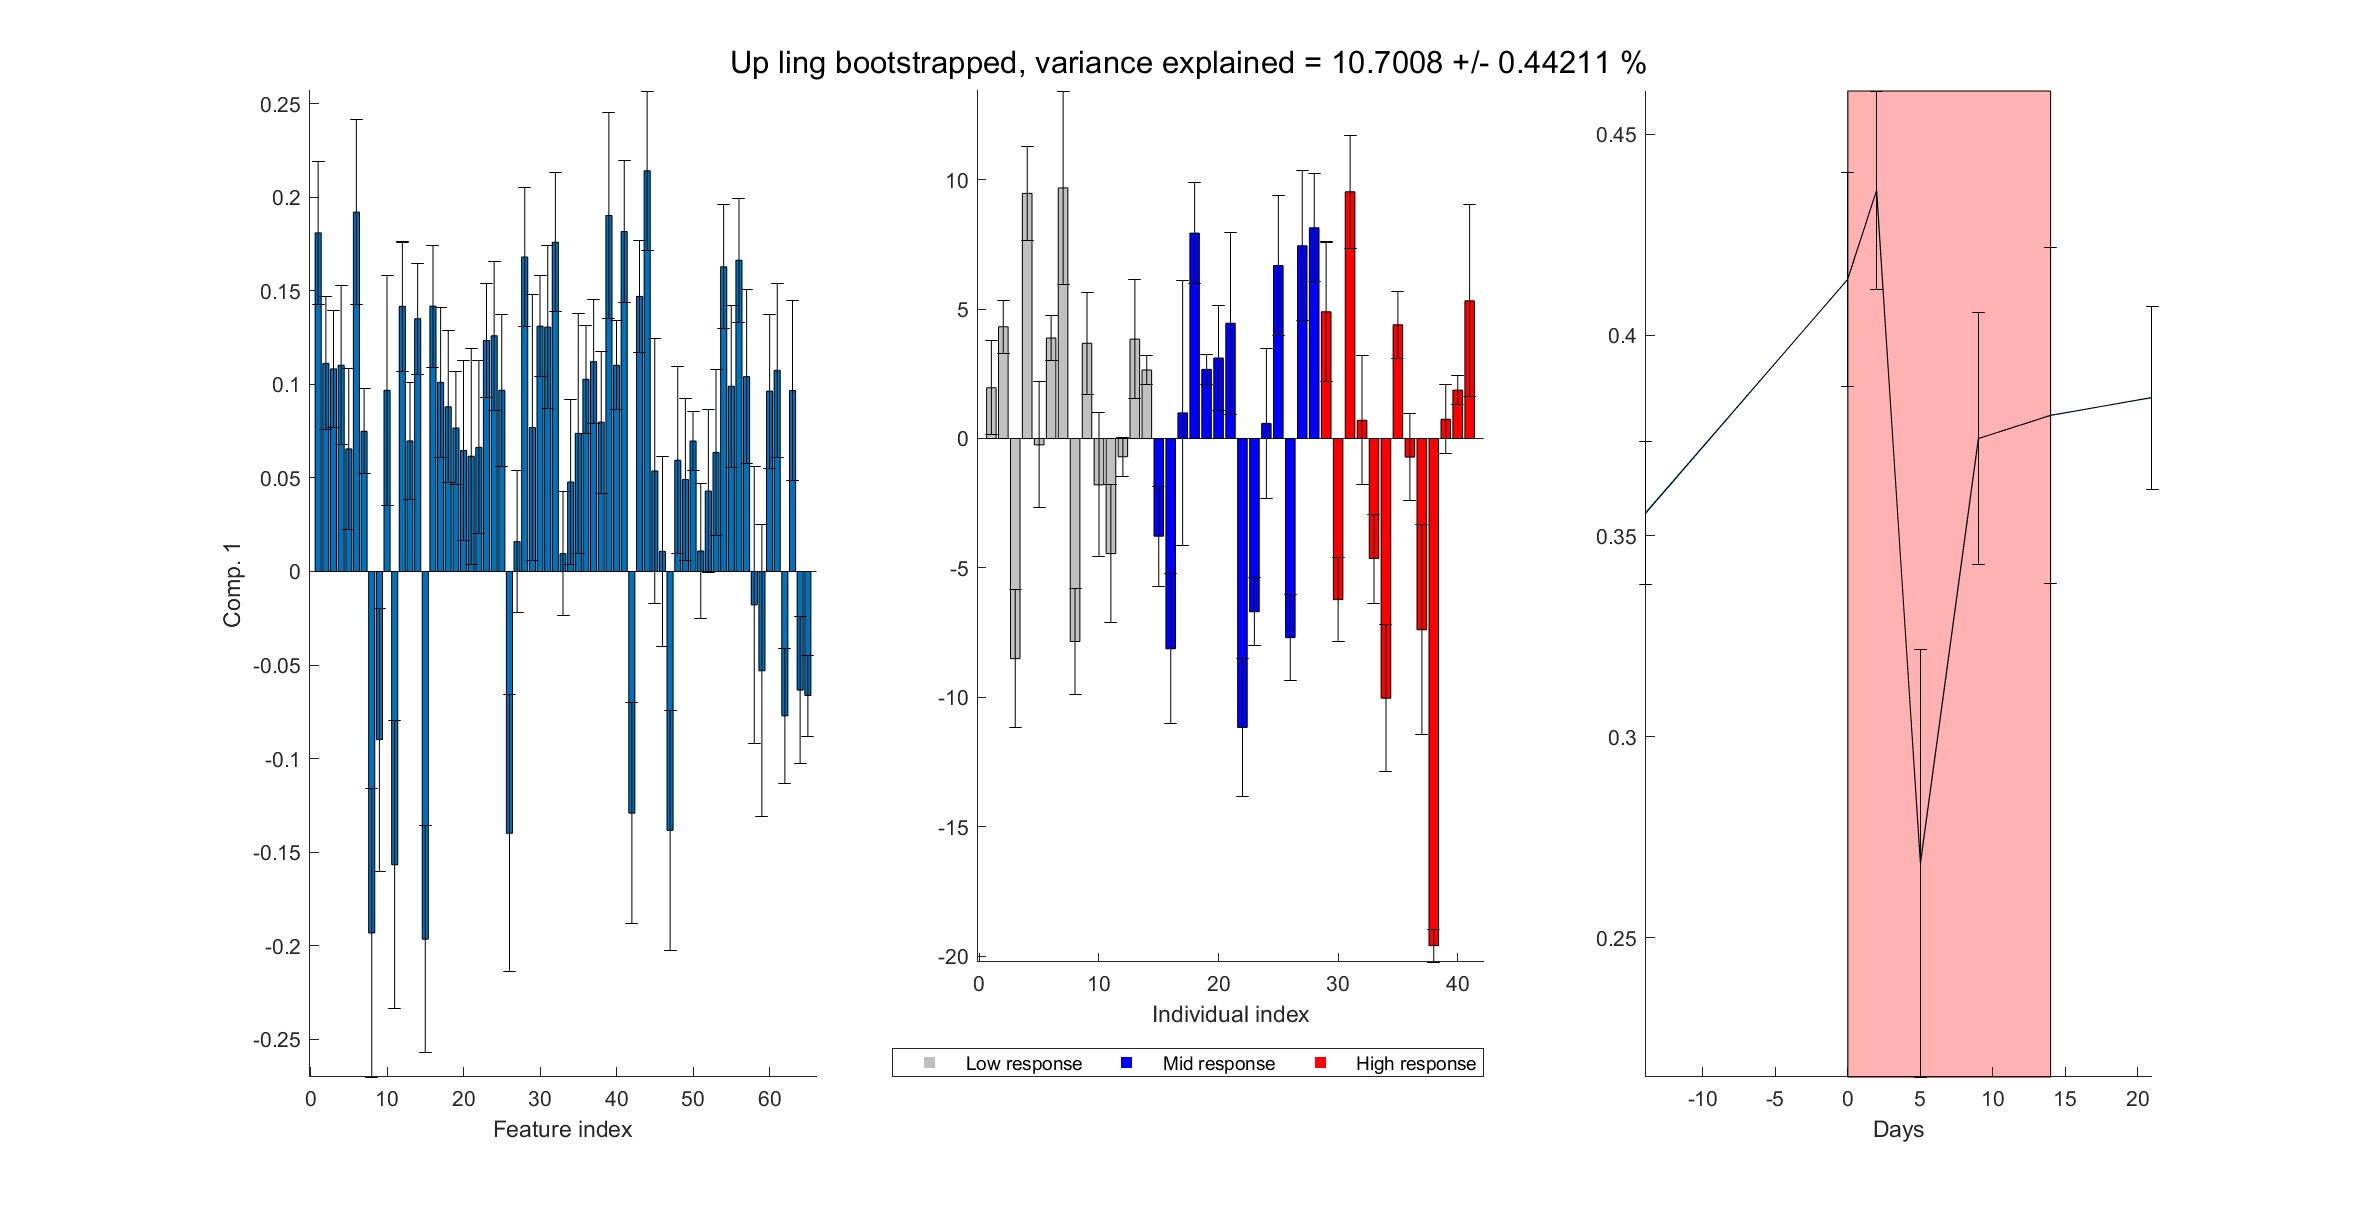 Up ling bootstrapped, variance explained = 10.7008 +/- 0.44211 %
Comp. 1
0.25
0.2
0.15
0.1
0.05
0
-0.05
-0.1
-0.15
-0.2
-0.25
0 10 20 30 40 50 60
Feature index
10
5
0
-5
-10
-15
-20
0 10 20 30 40
Individual index
Low response Mid response High response
0.45
0.4
0.35
0.3
0.25
-10 -5 0 5 10 15 20
Days